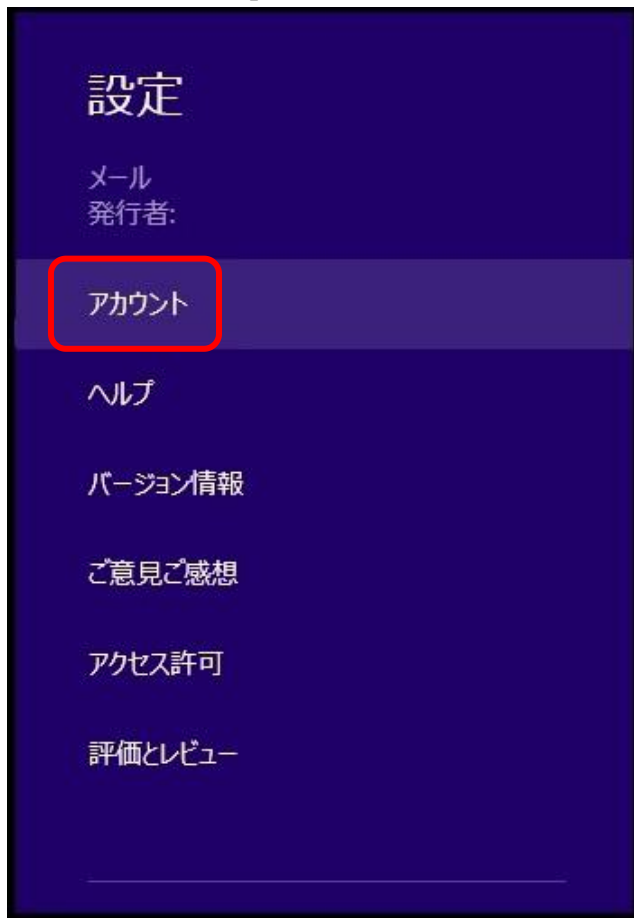 設定
メール
発行者:
アカウント
ヘルプ
バージョン情報
ご意見ご感想
アクセス許可
評価とレビュー